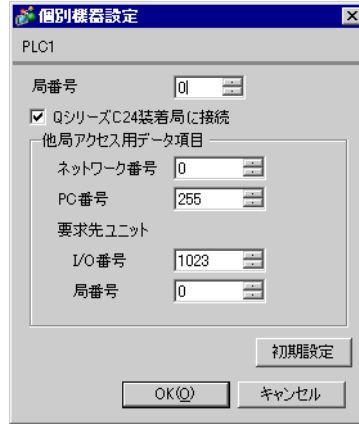 個別機器設定
PLC1
局番号 0
QシリーズC24装着局に接続
他局アクセス用データ項目
ネットワーク番号 0
PC番号 255
要求先ユニット
I/O番号 1023
局番号 0
初期設定
OK(O) キャンセル